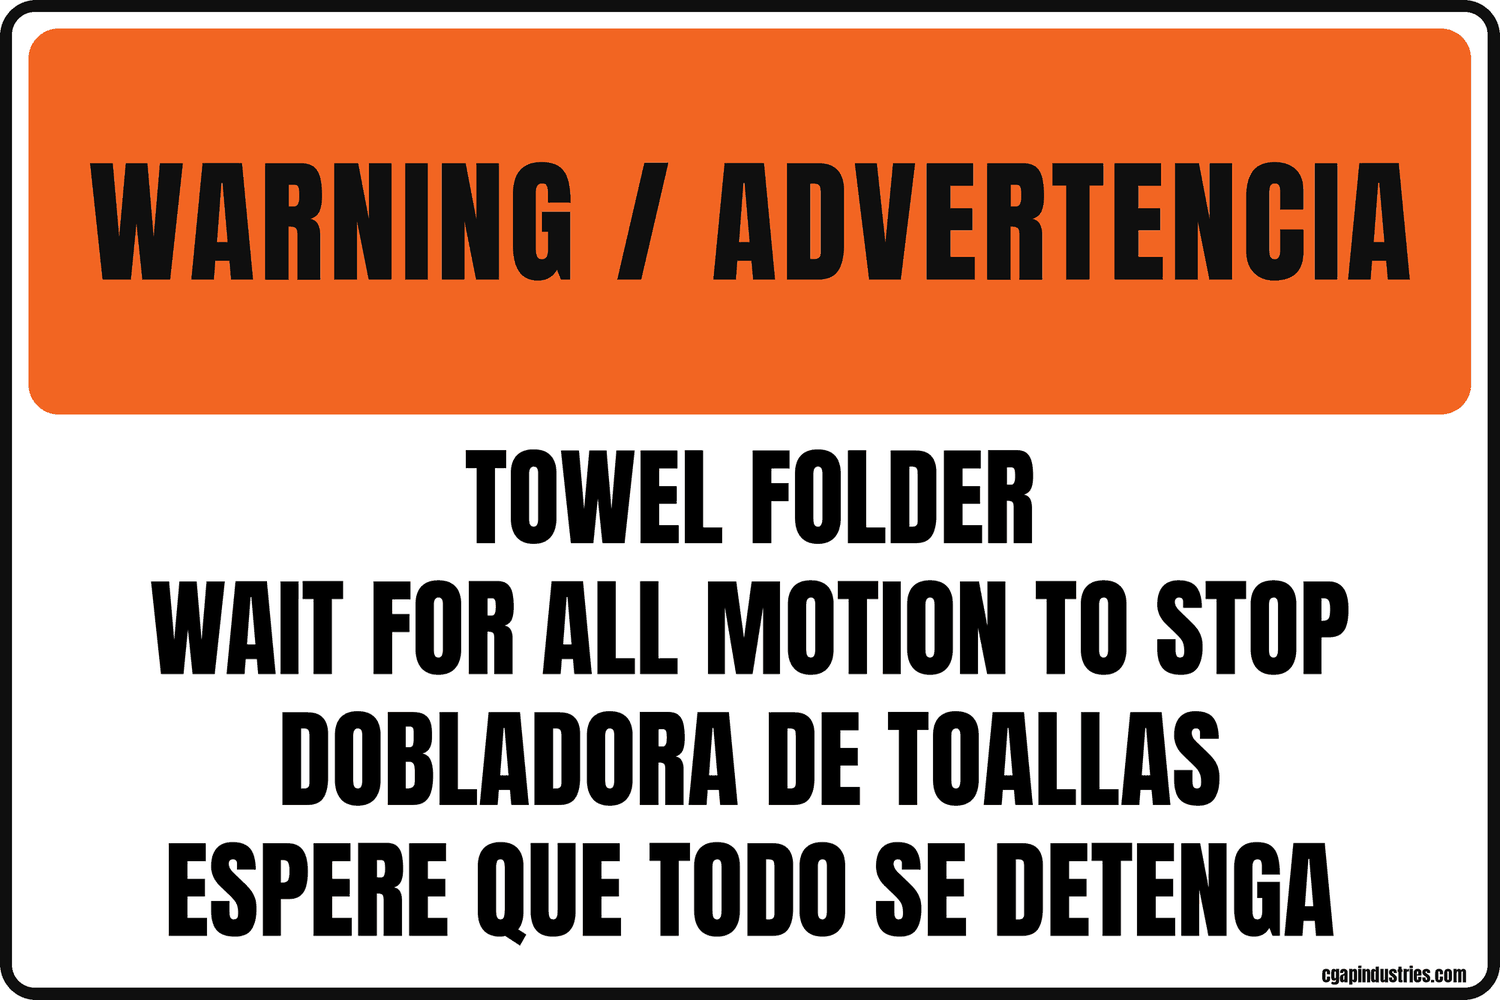 WARNING / ADVERTENCIA
TOWEL FOLDER
WAIT FOR ALL MOTION TO STOP
DOBLADORA DE TOALLAS
ESPERE QUE TODO SE DETENGA
cgapindustries.com